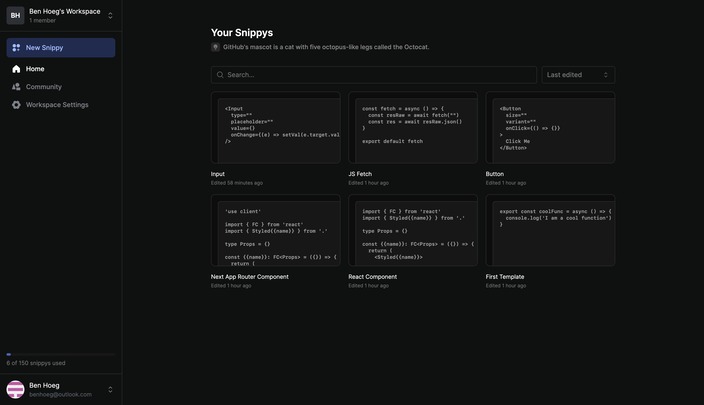 BH
Ben Hoeg's Workspace
1 member
New Snippy
Home
Community
Workspace Settings
6 of 150 snippys used
Ben Hoeg
benhoeg@outlook.com
Your Snippys
GitHub's mascot is a cat with five octopus-like legs called the Octocat.
Search...
Last edited
<Input
type=""
placeholder=""
value={}
onChange={(e) => setVal(e.target.val
/>
Input
Edited 59 minutes ago
const fetch = async () => {
const resRaw = await fetch("")
const res = await resRaw.json()
}
export default fetch
JS Fetch
Edited 1 hour ago
<Button
size=""
variant=""
onClick={() => {}}
>
Click Me
</Button>
Button
Edited 1 hour ago
'use client'
import { FC } from 'react'
import { Styled{{name}} } from '.'
type Props = {}
const {{name}}: FC<Props> = ({}) => {
return (
Next App Router Component
Edited 1 hour ago
import { FC } from 'react'
import { Styled{{name}} } from '.'
type Props = {}
const {{name}}: FC<Props> = ({}) => {
return (
<Styled{{name}}>
React Component
Edited 1 hour ago
export const coolFunc = async () => {
console.log('I am a cool function')
}
First Template
Edited 1 hour ago